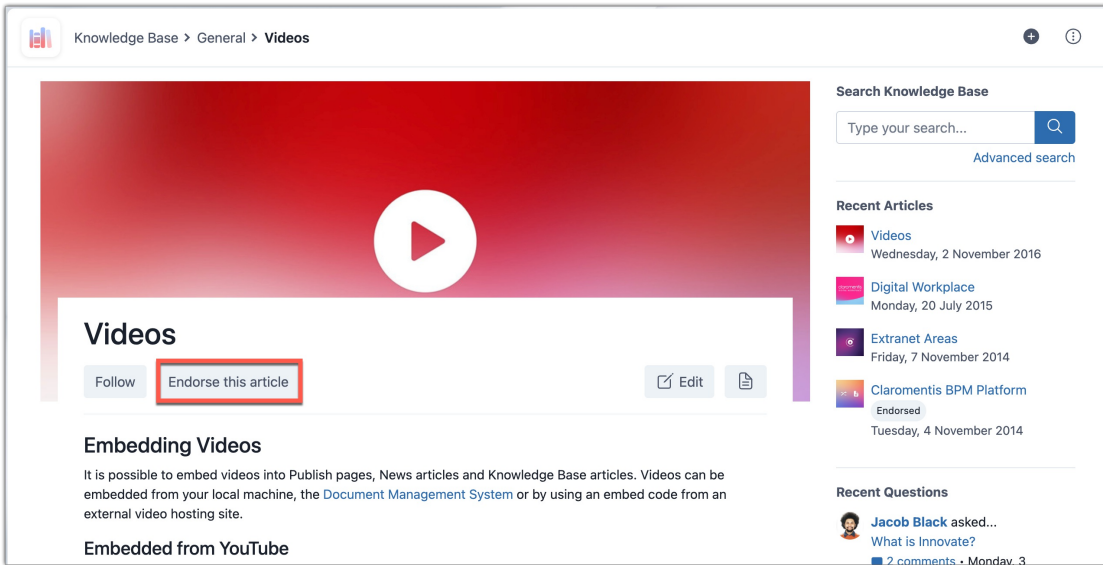 Knowledge Base > General > Videos
Videos
Follow
Endorse this article
Edit
Embedding Videos
It is possible to embed videos into Publish pages, News articles and Knowledge Base articles. Videos can be
embedded from your local machine, the Document Management System or by using an embed code from an
external video hosting site.
Embedded from YouTube
Search Knowledge Base
Type your search...
Advanced search
Recent Articles
Videos
Wednesday, 2 November 2016
Digital Workplace
Monday, 20 July 2015
Extranet Areas
Friday, 7 November 2014
Claromentis BPM Platform
Endorsed
Tuesday, 4 November 2014
Recent Questions
Jacob Black asked...
What is Innovate?
2 comments • Monday, 3